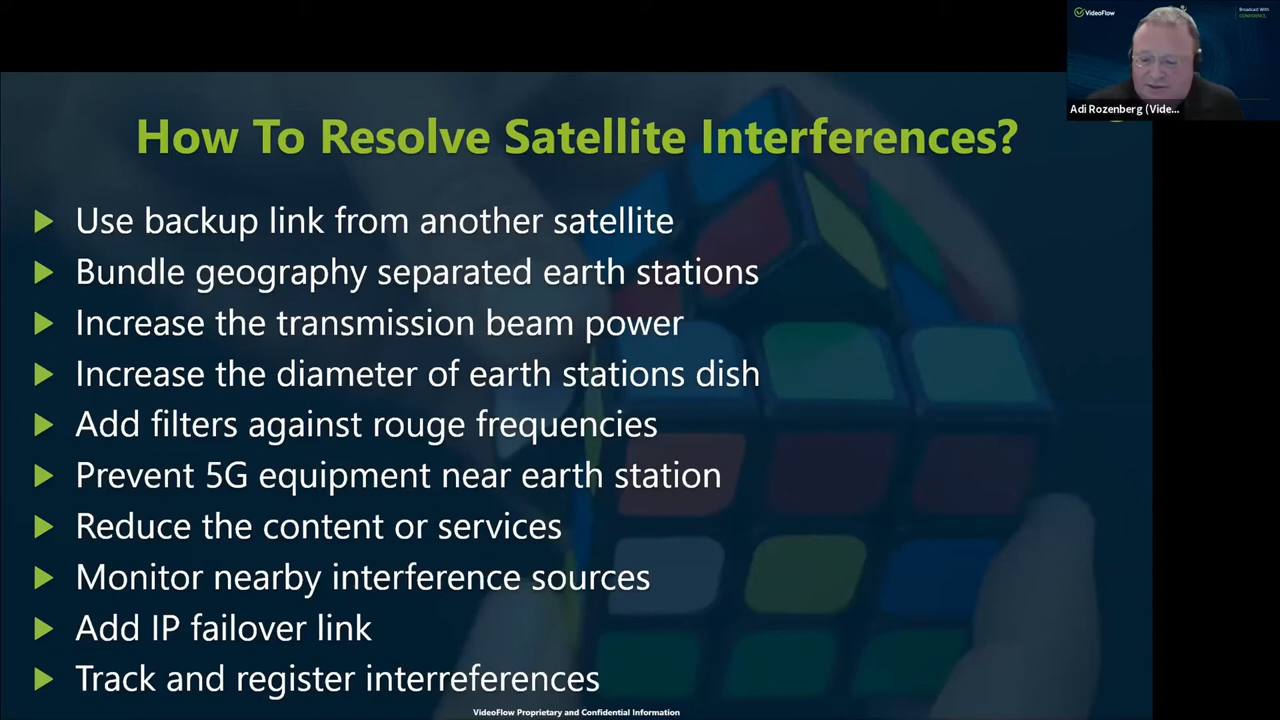 VideoFlow
Broadcast With
CONFIDENCE.
Adi Rozenberg (Vide...
How To Resolve Satellite Interferences?
Use backup link from another satellite
Bundle geography separated earth stations
Increase the transmission beam power
Increase the diameter of earth stations dish
Add filters against rouge frequencies
Prevent 5G equipment near earth station
Reduce the content or services
Monitor nearby interference sources
Add IP failover link
Track and register interreferences
VideoFlow Proprietary and Confidential Information